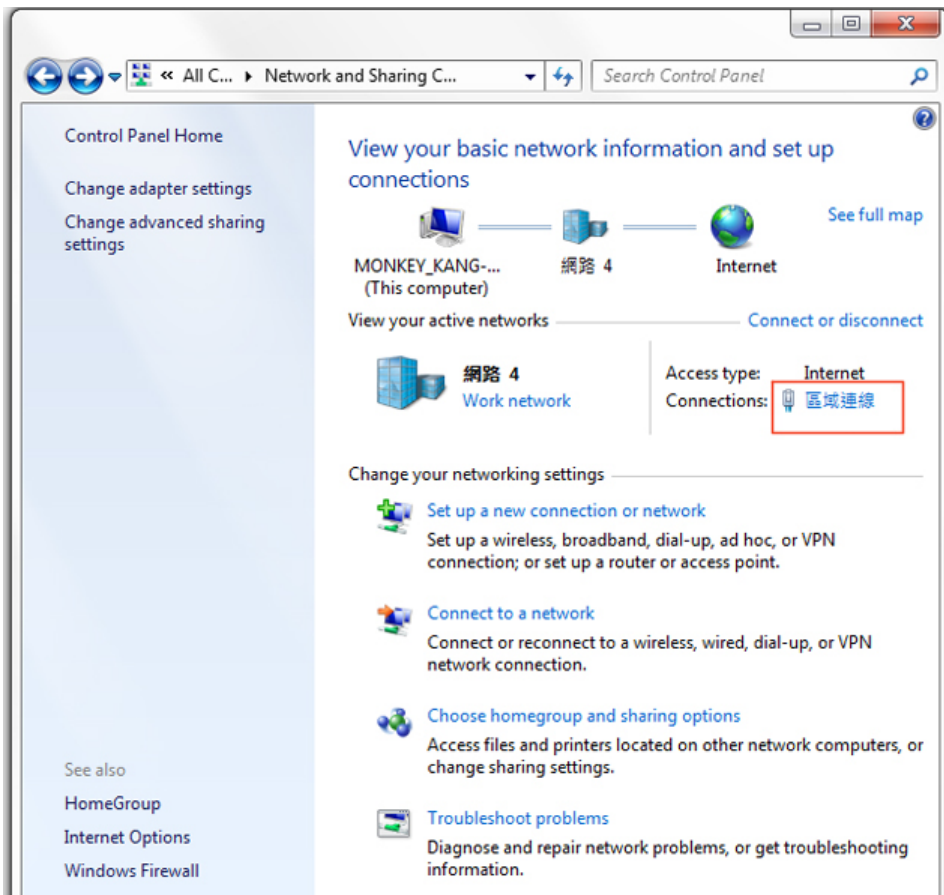 « All C... ▸ Network and Sharing C...
Search Control Panel
Control Panel Home
Change adapter settings
Change advanced sharing
settings
See also
HomeGroup
Internet Options
Windows Firewall
View your basic network information and set up
connections
See full map
MONKEY_KANG-...
(This computer)
網路 4
Internet
View your active networks
Connect or disconnect
網路 4
Work network
Access type: Internet
Connections: 區域連線
Change your networking settings
Set up a new connection or network
Set up a wireless, broadband, dial-up, ad hoc, or VPN
connection; or set up a router or access point.
Connect to a network
Connect or reconnect to a wireless, wired, dial-up, or VPN
network connection.
Choose homegroup and sharing options
Access files and printers located on other network computers, or
change sharing settings.
Troubleshoot problems
Diagnose and repair network problems, or get troubleshooting
information.